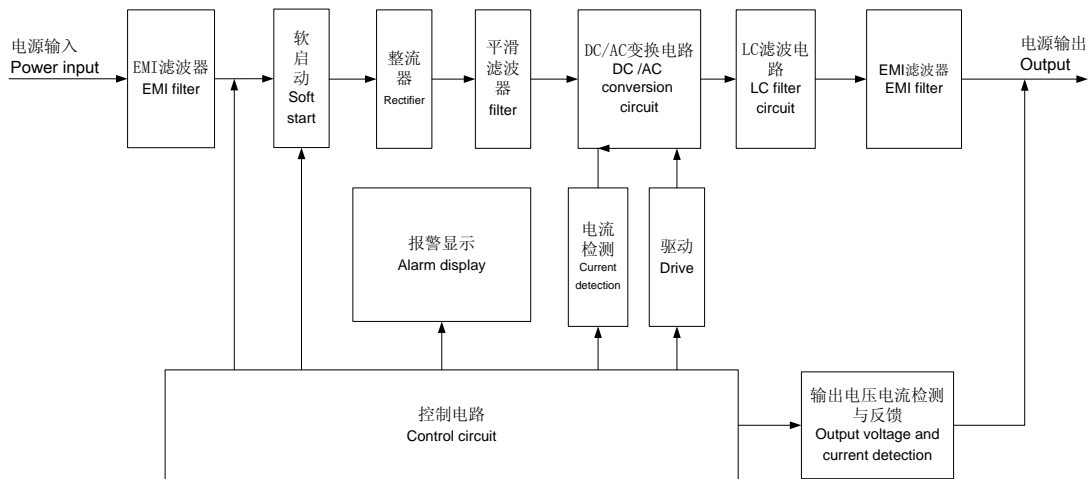 电源输入
Power input
EMI滤波器
EMI filter
软
启
动
Soft
start
整流
器
Rectifier
平滑
滤波
器
filter
DC/AC变换电路
DC /AC
conversion
circuit
LC滤波电
路
LC filter
circuit
EMI滤波器
EMI filter
电源输出
Output
报警显示
Alarm display
电流
检测
Current
detection
驱动
Drive
控制电路
Control circuit
输出电压电流检测
与反馈
Output voltage and
current detection